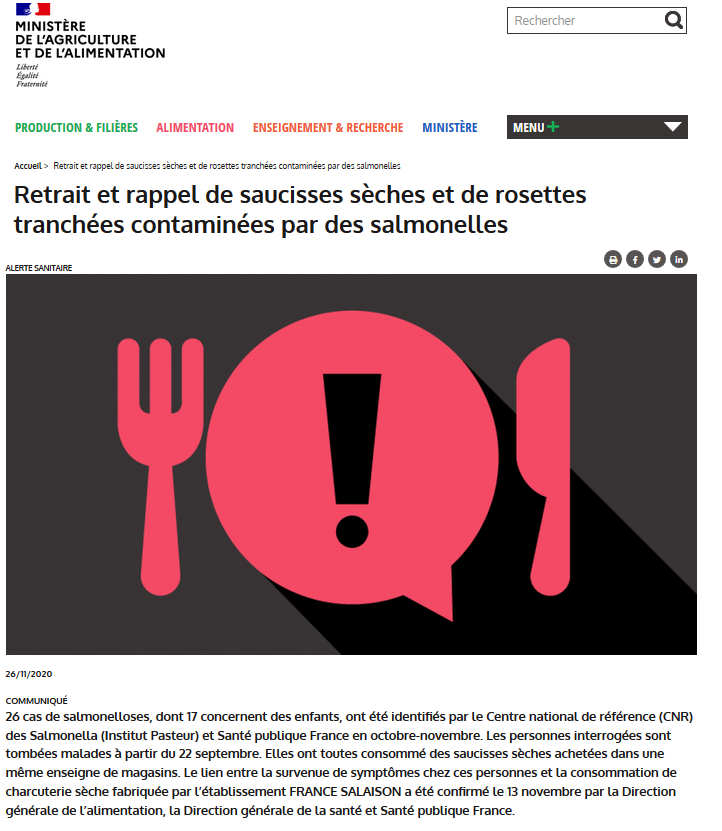 MINISTÈRE
DE L'AGRICULTURE
ET DE L'ALIMENTATION
Liberté
Égalité
Fraternité
Rechercher
PRODUCTION & FILIÈRES ALIMENTATION ENSEIGNEMENT & RECHERCHE MINISTÈRE MENU
Accueil > Retrait et rappel de saucisses sèches et de rosettes tranchées contaminées par des salmonelles
Retrait et rappel de saucisses sèches et de rosettes
tranchées contaminées par des salmonelles
ALERTE SANITAIRE
!
26/11/2020
COMMUNIQUÉ
26 cas de salmonelloses, dont 17 concernent des enfants, ont été identifiés par le Centre national de référence (CNR)
des Salmonella (Institut Pasteur) et Santé publique France en octobre-novembre. Les personnes interrogées sont
tombées malades à partir du 22 septembre. Elles ont toutes consommé des saucisses sèches achetées dans une
même enseigne de magasins. Le lien entre la survenue de symptômes chez ces personnes et la consommation de
charcuterie sèche fabriquée par l'établissement FRANCE SALAISON a été confirmé le 13 novembre par la Direction
générale de l'alimentation, la Direction générale de la santé et Santé publique France.